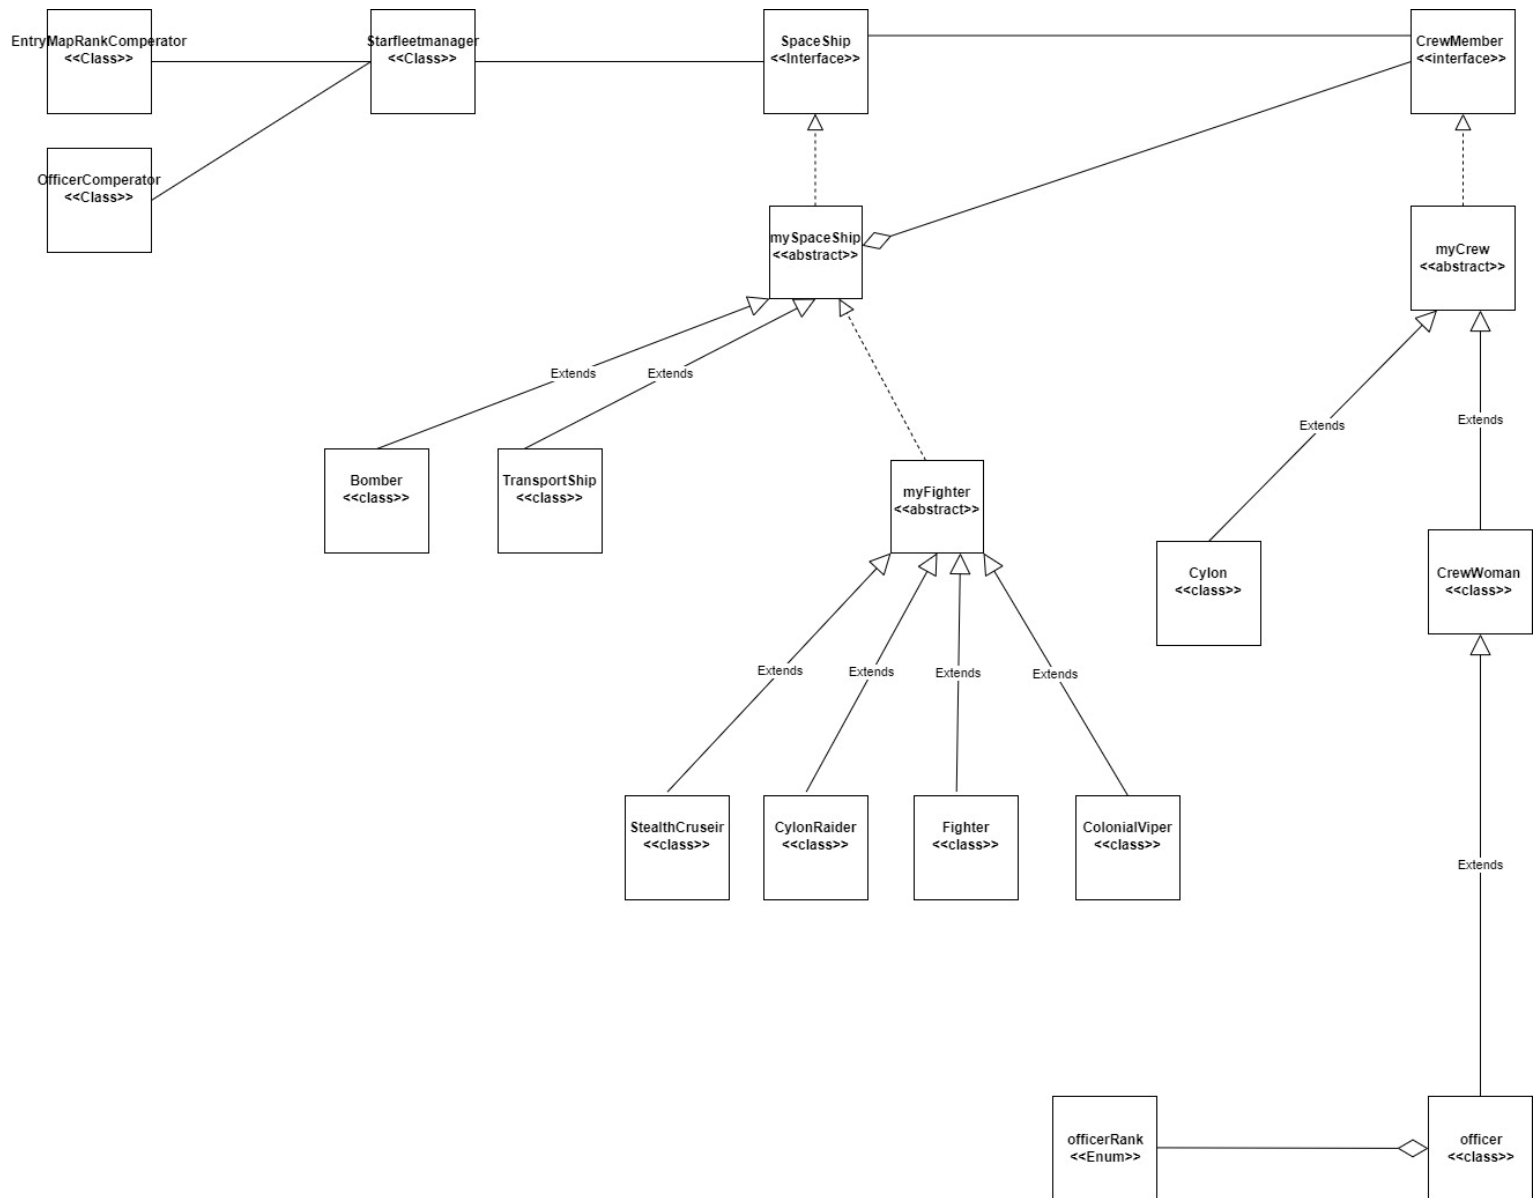 EntryMapRankComperator
<<Class>>
Starfleetmanager
<<Class>>
SpaceShip
<<Interface>>
CrewMember
<<interface>>
OfficerComperator
<<Class>>
mySpaceShip
<<abstract>>
myCrew
<<abstract>>
Extends
Extends
Extends
Extends
Bomber
<<class>>
TransportShip
<<class>>
myFighter
<<abstract>>
Cylon
<<class>>
CrewWoman
<<class>>
Extends
Extends
Extends
Extends
StealthCruseir
<<class>>
CylonRaider
<<class>>
Fighter
<<class>>
ColonialViper
<<class>>
Extends
officerRank
<<Enum>>
officer
<<class>>